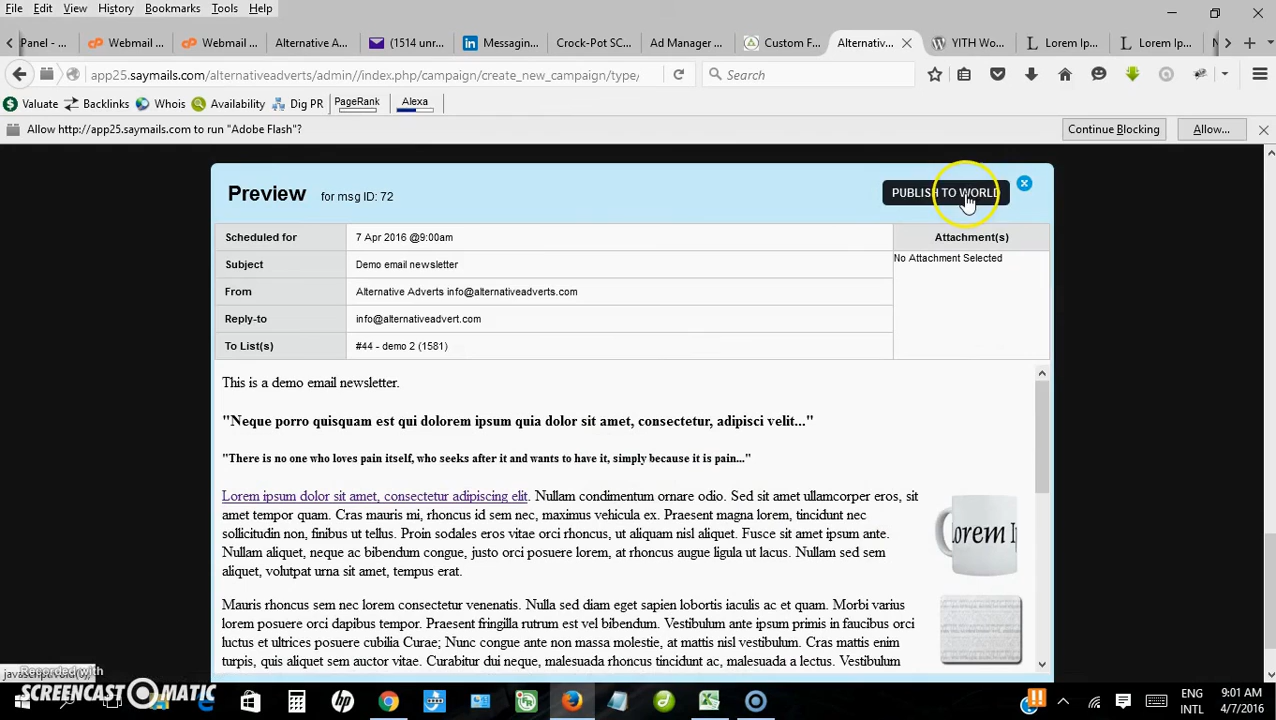 File Edit View History Bookmarks Tools Help
Panel - ... Webmail ... Webmail ... Alternative A... (1514 unr... Messagin... Crock-Pot SC... Ad Manager ... Custom F... Alternativ... YITH Wo... Lorem Ip... Lorem Ips...
app25.saymails.com/alternativeadverts/admin//index.php/campaign/create_new_campaign/type/ Search
Valuate Backlinks Whois Availability Dig PR PageRank Alexa
Allow http://app25.saymails.com to run "Adobe Flash"? Continue Blocking Allow...
Preview for msg ID: 72 PUBLISH TO WORLD
Scheduled for 7 Apr 2016 @9:00am Attachment(s)
Subject Demo email newsletter No Attachment Selected
From Alternative Adverts info@alternativeadverts.com
Reply-to info@alternativeadvert.com
To List(s) #44 - demo 2 (1581)
This is a demo email newsletter.
"Neque porro quisquam est qui dolorem ipsum quia dolor sit amet, consectetur, adipisci velit..."
"There is no one who loves pain itself, who seeks after it and wants to have it, simply because it is pain..."
Lorem ipsum dolor sit amet, consectetur adipiscing elit. Nullam condimentum ornare odio. Sed sit amet ullamcorper eros, sit
amet tempor quam. Cras mauris mi, rhoncus id sem nec, maximus vehicula ex. Praesent magna lorem, tincidunt nec
sollicitudin non, finibus ut tellus. Proin sodales eros vitae orci rhoncus, ut aliquam nisl aliquam. Fusce sit amet ipsum ante.
Nullam aliquet, neque ac bibendum congue, justo orci posuere lorem, at rhoncus augue ligula ut lacus. Nullam sed sem
aliquet, volutpat urna sit amet, tempus erat.
lorem Ip
Mauris rhoncus sem nec lorem consectetur venenatis. Nulla sed diam eget sapien lobortis iaculis ac et quam. Morbi varius
lorem posuere orci dapibus tempor. Praesent fringilla rutrum est vel bibendum. Vestibulum ante ipsum primis in faucibus orci
luctus et ultrices posuere cubilia Curae; Nunc congue massa molestie, at mattis nisl vestibulum. Cras mattis enim
turpis, quis aliquet sem auctor vitae. Curabitur dui neque, rhoncus tincidunt ac, malesuada a lectus. Vestibulum
javascript:void(0)
Recorded with
SCREENCAST O MATIC
ENG 9:01 AM
INTL 4/7/2016